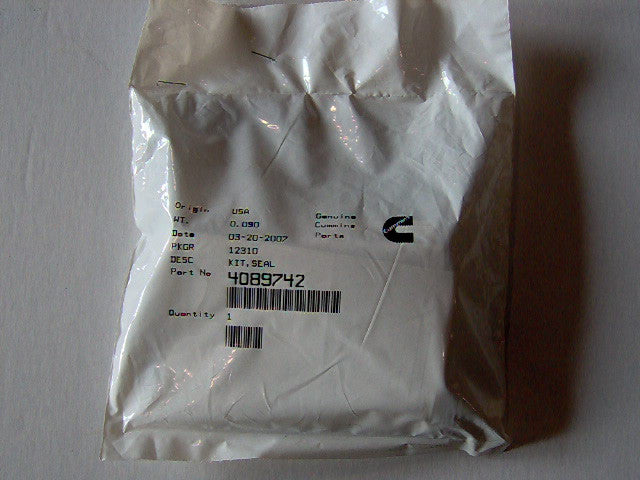 Origin USA Genuine
WT. 0.090 Cummins
Date 03-20-2007 Parts
PKGR 12310
DESC KIT,SEAL
Part No 4089742
Quantity 1